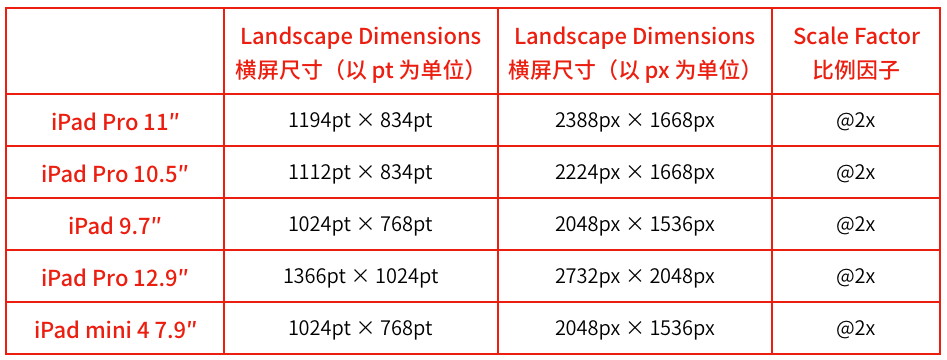 Landscape Dimensions Landscape Dimensions Scale Factor
横屏尺寸（以 pt 为单位） 横屏尺寸（以 px 为单位） 比例因子
iPad Pro 11″ 1194pt × 834pt 2388px × 1668px @2x
iPad Pro 10.5″ 1112pt × 834pt 2224px × 1668px @2x
iPad 9.7″ 1024pt × 768pt 2048px × 1536px @2x
iPad Pro 12.9″ 1366pt × 1024pt 2732px × 2048px @2x
iPad mini 4 7.9″ 1024pt × 768pt 2048px × 1536px @2x